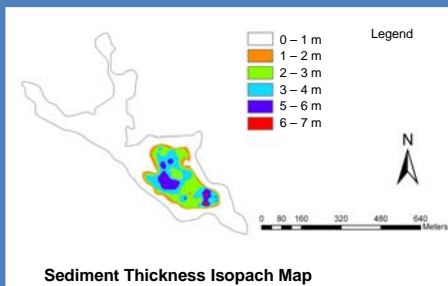 Legend
0 – 1 m
1 – 2 m
2 – 3 m
3 – 4 m
5 – 6 m
6 – 7 m
N
0 80 160 320 480 640
Meters
Sediment Thickness Isopach Map